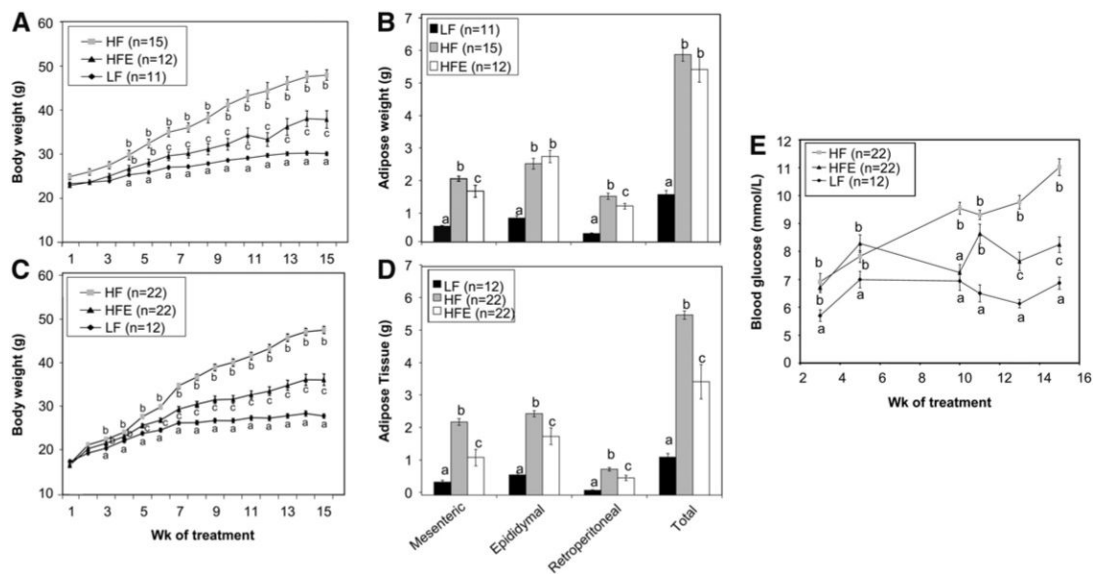 A
60
50
40
30
20
10
Body weight (g)
HF (n=15)
HFE (n=12)
LF (n=11)
b b b b b b b b b b b b
b b c c c c c c c c c c
a a a a a a a a a a a a
1 3 5 7 9 11 13 15
B
7
6
5
4
3
2
1
0
Adipose weight (g)
LF (n=11)
HF (n=15)
HFE (n=12)
a b c
a b b
a b c
a b b
C
60
50
40
30
20
10
Body weight (g)
HF (n=22)
HFE (n=22)
LF (n=12)
b b b b b b b b b b b b b
c c c c c c c c c c c
a a a a a a a a a a a a a
1 3 5 7 9 11 13 15
Wk of treatment
D
7
6
5
4
3
2
1
0
Adipose Tissue (g)
LF (n=12)
HF (n=22)
HFE (n=22)
a b c
a b c
a b c
a b c
Mesenteric
Epididymal
Retroperitoneal
Total
E
12
11
10
9
8
7
6
5
4
3
2
1
0
Blood glucose (mmol/L)
HF (n=22)
HFE (n=22)
LF (n=12)
b b b b b b
b b a b c c
a a a a a a
2 4 6 8 10 12 14 16
Wk of treatment